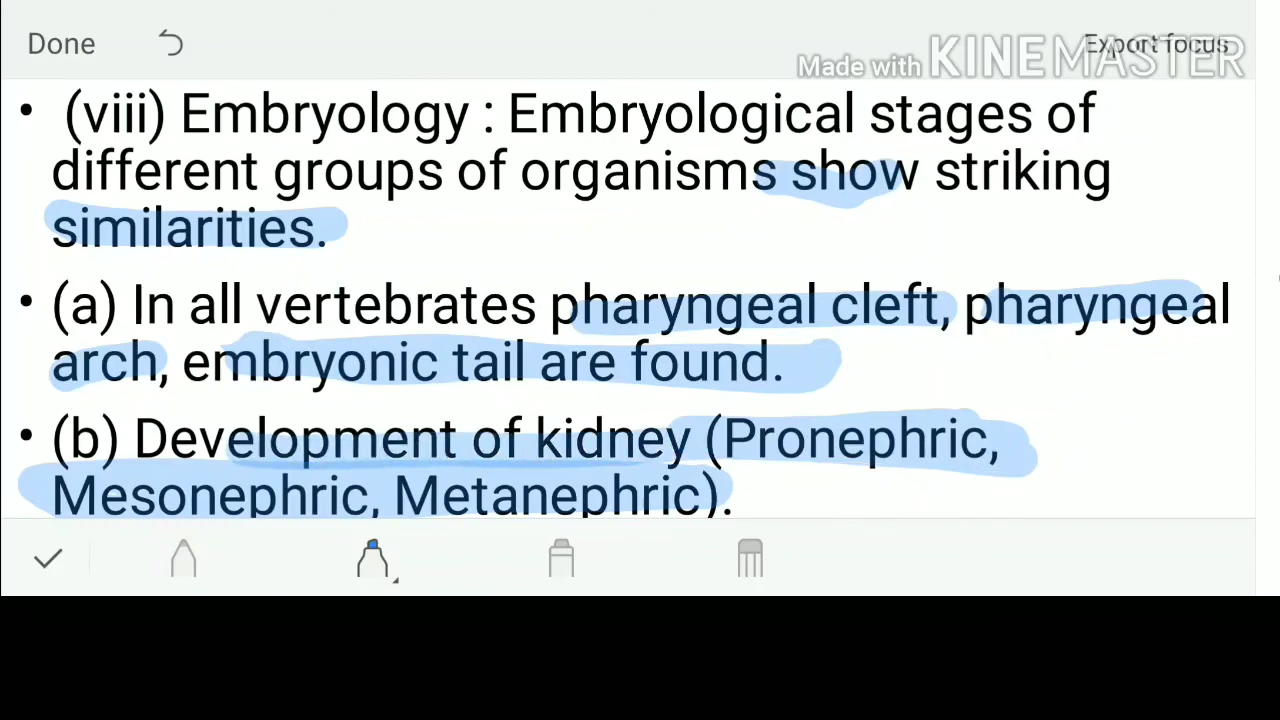 Done
Export focus
Made with KINEMASTER
• (viii) Embryology : Embryological stages of
different groups of organisms show striking
similarities.
• (a) In all vertebrates pharyngeal cleft, pharyngeal
arch, embryonic tail are found.
• (b) Development of kidney (Pronephric,
Mesonephric, Metanephric).